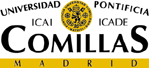 UNIVERSIDAD PONTIFICIA
ICAI ICADE
COMILLAS
MADRID